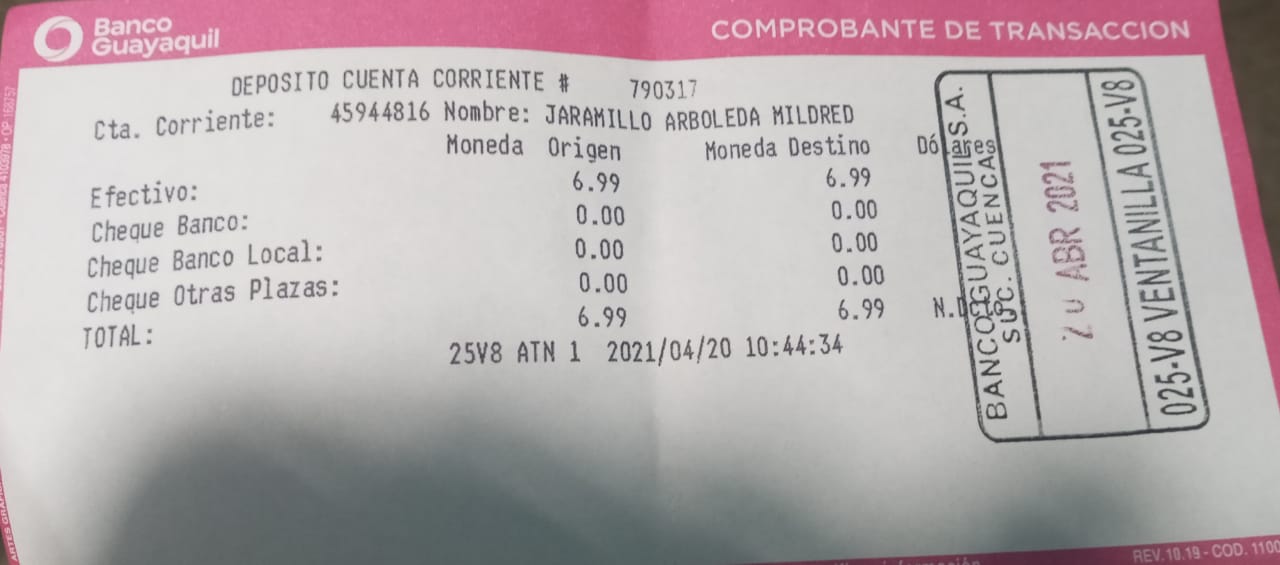 Banco
Guayaquil
COMPROBANTE DE TRANSACCION
DEPOSITO CUENTA CORRIENTE # 790317
Cta. Corriente: 45944816 Nombre: JARAMILLO ARBOLEDA MILDRED
Moneda Origen Moneda Destino Dólares
Efectivo: 6.99 6.99
Cheque Banco: 0.00 0.00
Cheque Banco Local: 0.00 0.00
Cheque Otras Plazas: 0.00 0.00
TOTAL: 6.99 6.99
25V8 ATN 1 2021/04/20 10:44:34
BANCO GUAYAQUIL S.A.
SUC. CUENCA
20 ABR 2021
025-V8 VENTANILLA 025-V8
REV.10.19 - COD. 1100